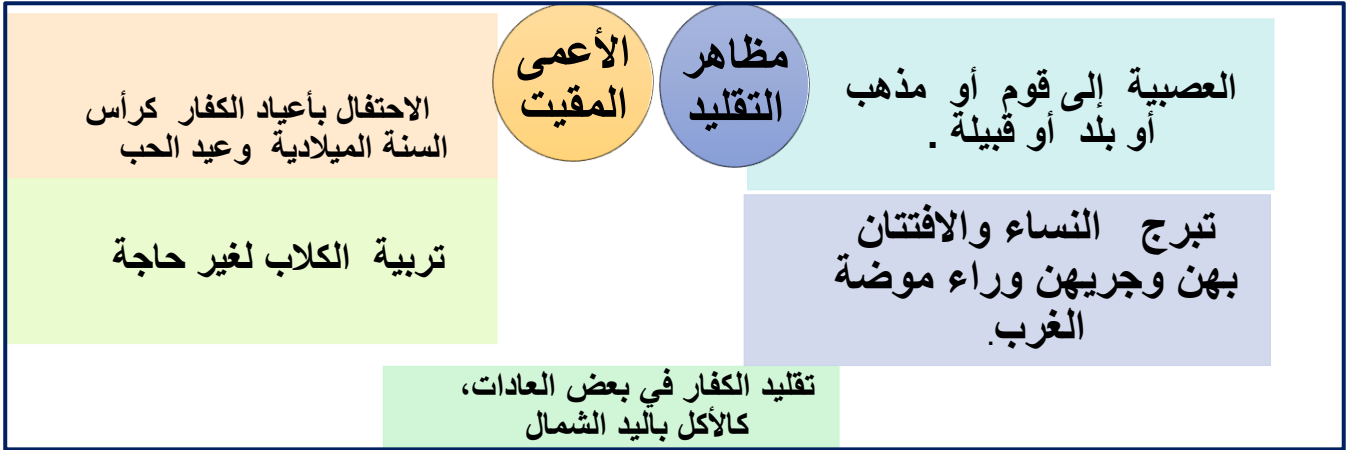 مظاهر
التقليد
الأعمى
المقيت
العصبية إلى قوم أو مذهب
أو بلد أو قبيلة .
الاحتفال بأعياد الكفار كرأس
السنة الميلادية وعيد الحب
تبرج النساء والافتتان
بهن وجريهن وراء موضة
الغرب.
تربية الكلاب لغير حاجة
تقليد الكفار في بعض العادات،
كالأكل باليد الشمال